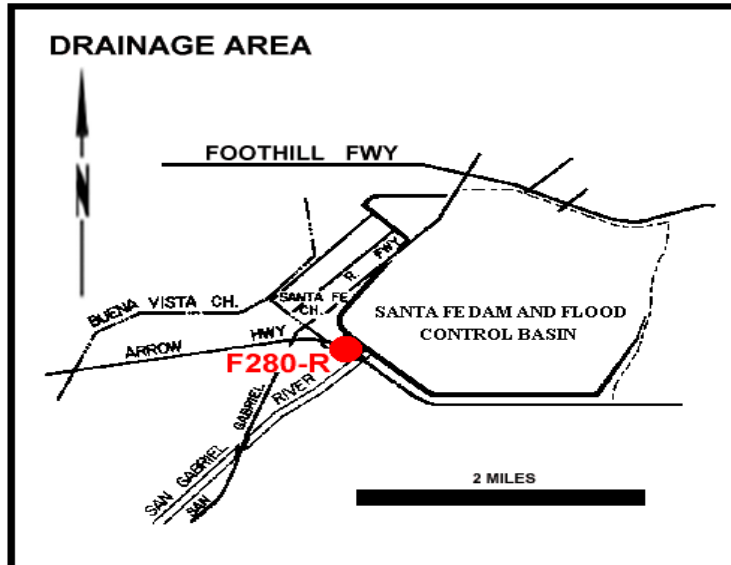 DRAINAGE AREA
N
FOOTHILL FWY
R. FWY
SANTA FE
CH.
BUENA VISTA CH.
SANTA FE DAM AND FLOOD
CONTROL BASIN
ARROW HWY
F280-R
SAN GABRIEL RIVER
SAN GABRIEL
2 MILES